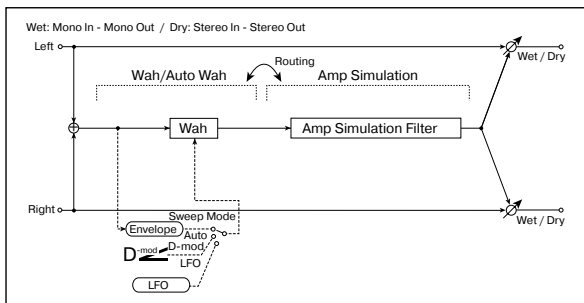 Wet: Mono In - Mono Out / Dry: Stereo In - Stereo Out
Left
Wet / Dry
Routing
Wah/Auto Wah
Amp Simulation
Wah
Amp Simulation Filter
Right
Wet / Dry
Sweep Mode
Envelope
Auto
D-mod
D-mod
LFO
LFO